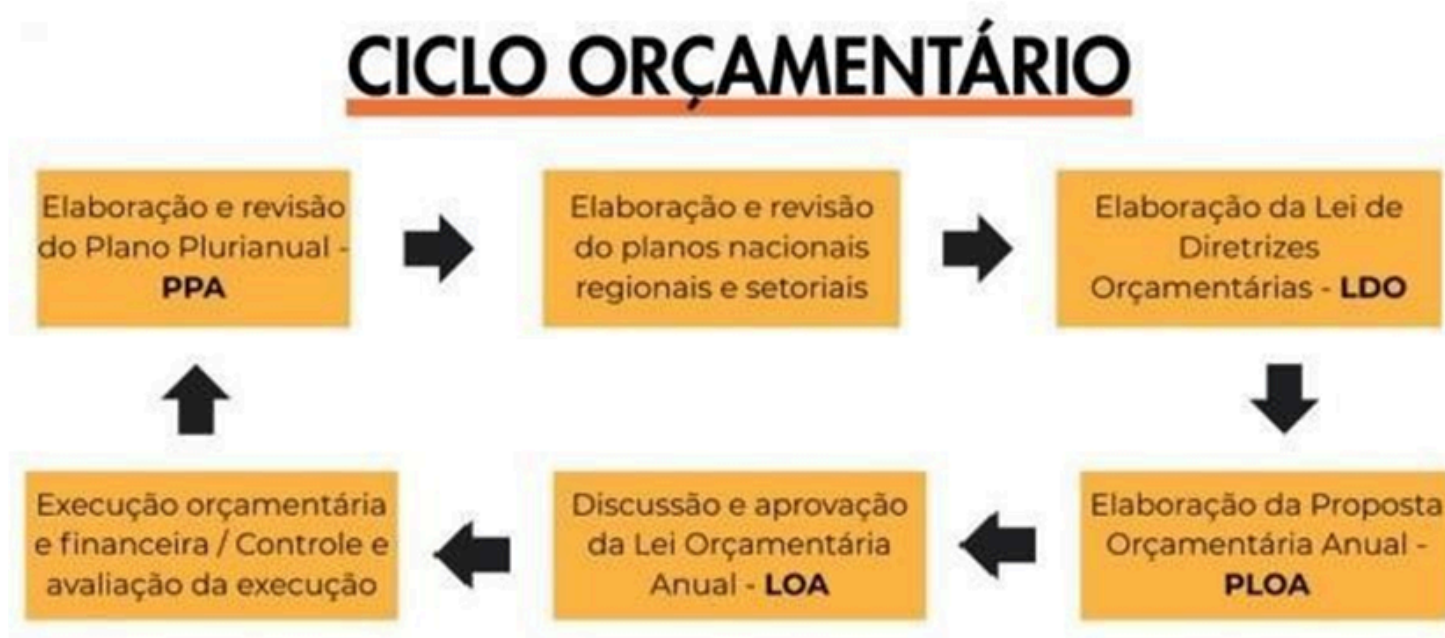 CICLO ORÇAMENTÁRIO
Elaboração e revisão
do Plano Plurianual -
PPA
Elaboração e revisão
do planos nacionais
regionais e setoriais
Elaboração da Lei de
Diretrizes
Orçamentárias - LDO
Elaboração da Proposta
Orçamentária Anual -
PLOA
Discussão e aprovação
da Lei Orçamentária
Anual - LOA
Execução orçamentária
e financeira / Controle e
avaliação da execução